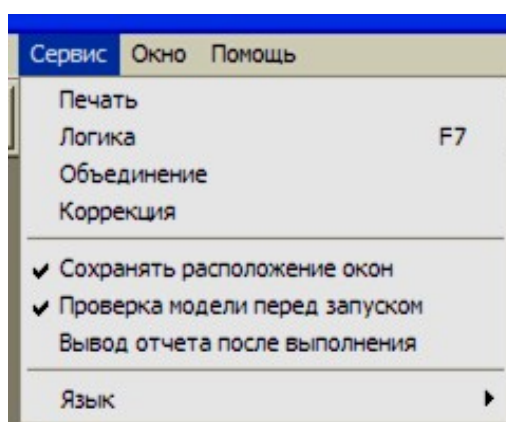 Сервис Окно Помощь
Печать
Логика F7
Объединение
Коррекция
Сохранять расположение окон
Проверка модели перед запуском
Вывод отчета после выполнения
Язык